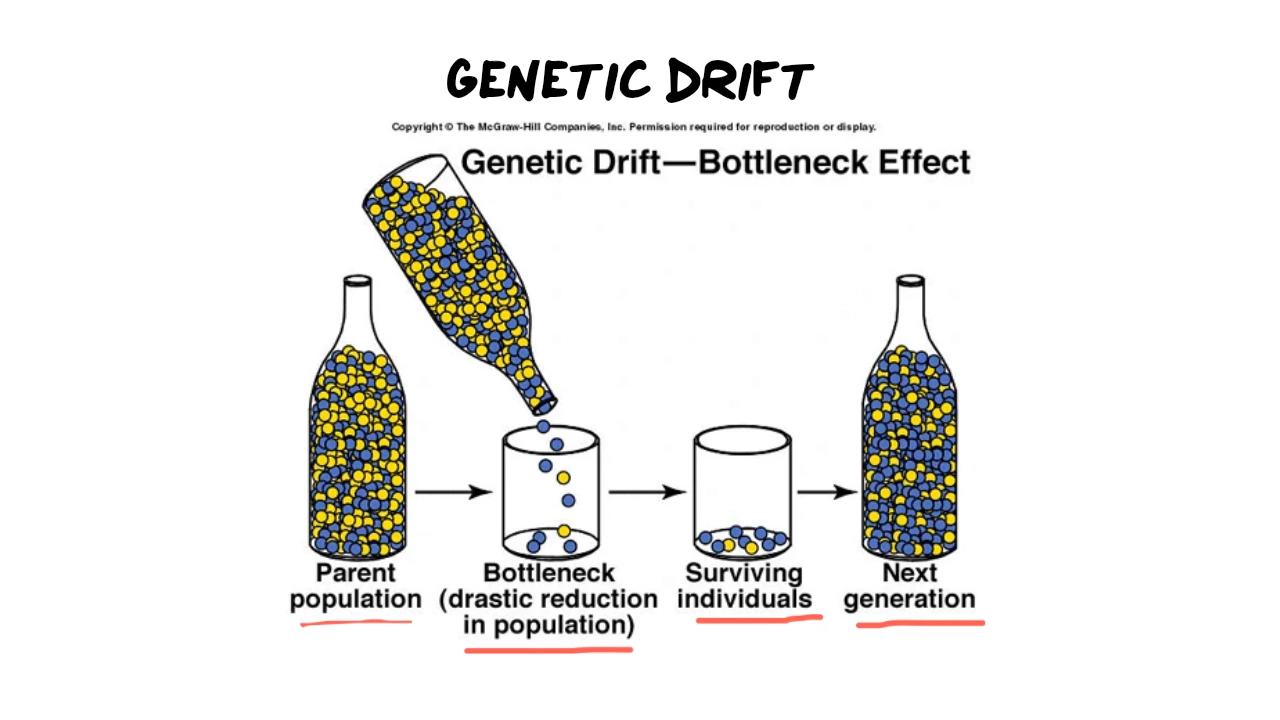 GENETIC DRIFT
Copyright © The McGraw-Hill Companies, Inc. Permission required for reproduction or display.
Genetic Drift—Bottleneck Effect
Parent
population
Bottleneck
(drastic reduction
in population)
Surviving
individuals
Next
generation